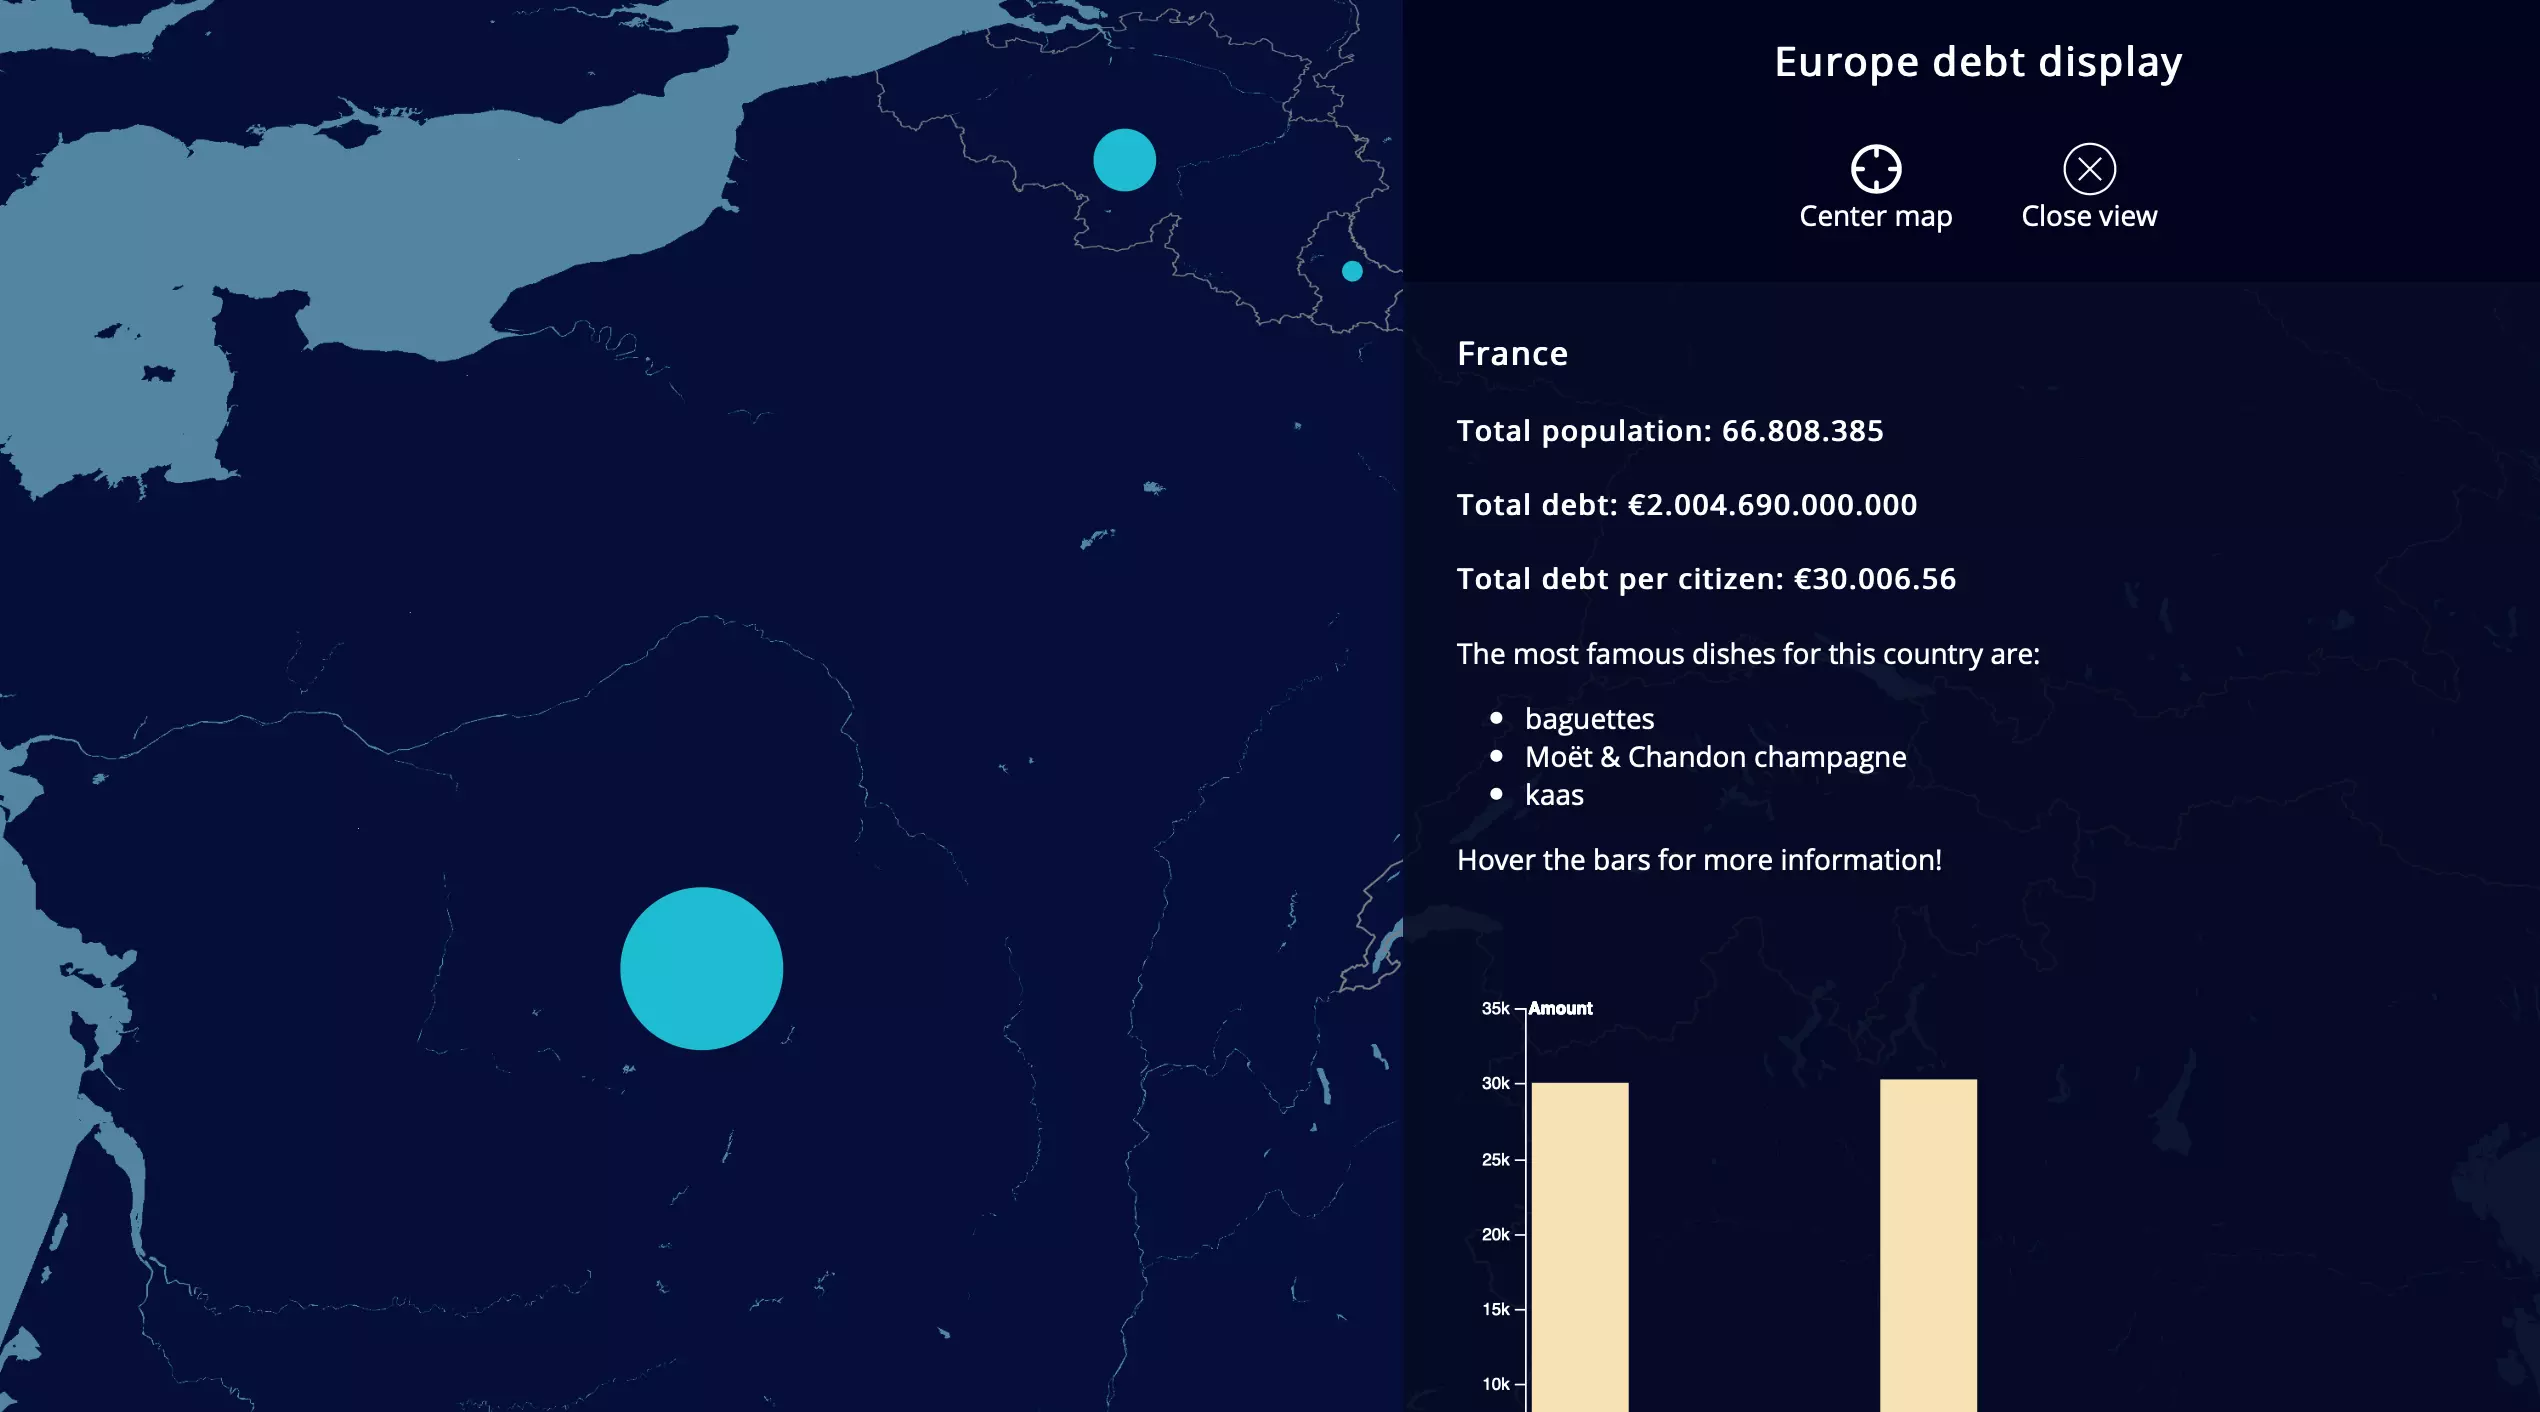 Europe debt display
Center map
Close view
France
Total population: 66.808.385
Total debt: €2.004.690.000.000
Total debt per citizen: €30.006.56
The most famous dishes for this country are:
baguettes
Moët & Chandon champagne
kaas
Hover the bars for more information!
35k
Amount
30k
25k
20k
15k
10k